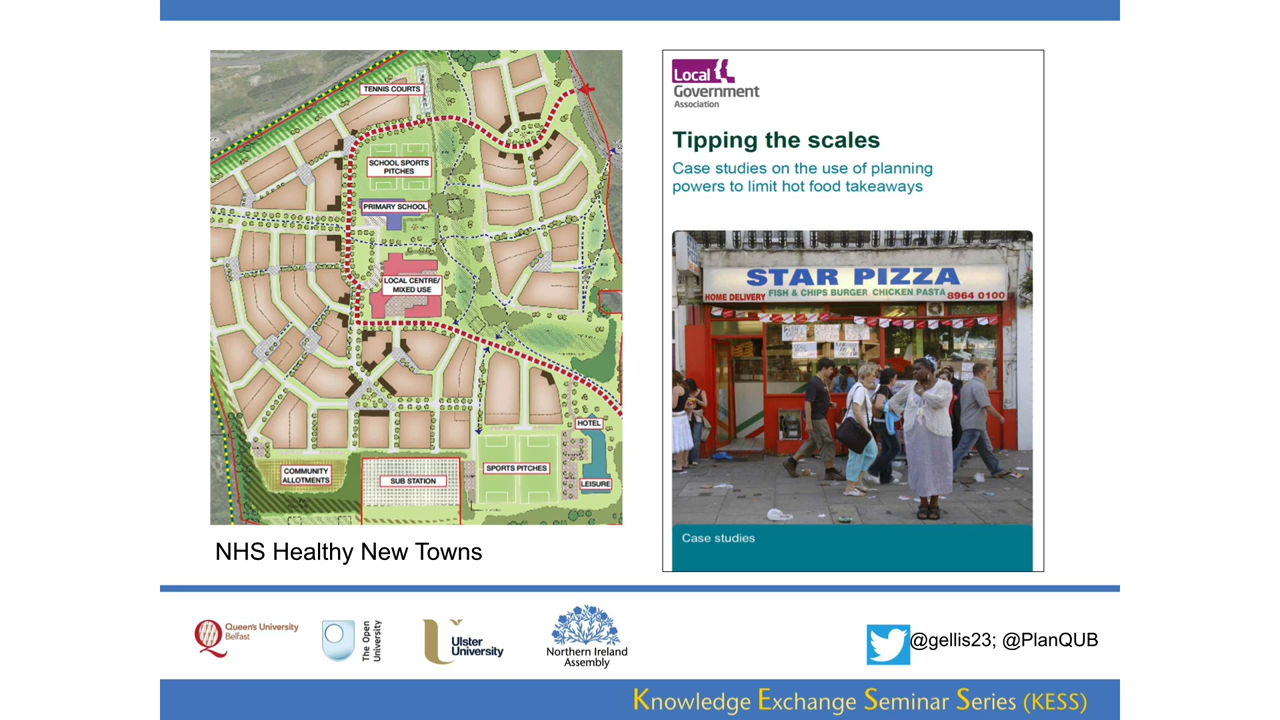 TENNIS COURTS
SCHOOL SPORTS
PITCHES
PRIMARY SCHOOL
LOCAL CENTRE/
MIXED USE
HOTEL
COMMUNITY
ALLOTMENTS
SUB STATION
SPORTS PITCHES
LEISURE
NHS Healthy New Towns
Local
Government
Association
Tipping the scales
Case studies on the use of planning
powers to limit hot food takeaways
STAR PIZZA
HOME DELIVERY FISH & CHIPS BURGER CHICKEN PASTA 8964 0100
Case studies
Queen's University
Belfast
The Open
University
Ulster
University
Northern Ireland
Assembly
@gellis23; @PlanQUB
Knowledge Exchange Seminar Series (KESS)